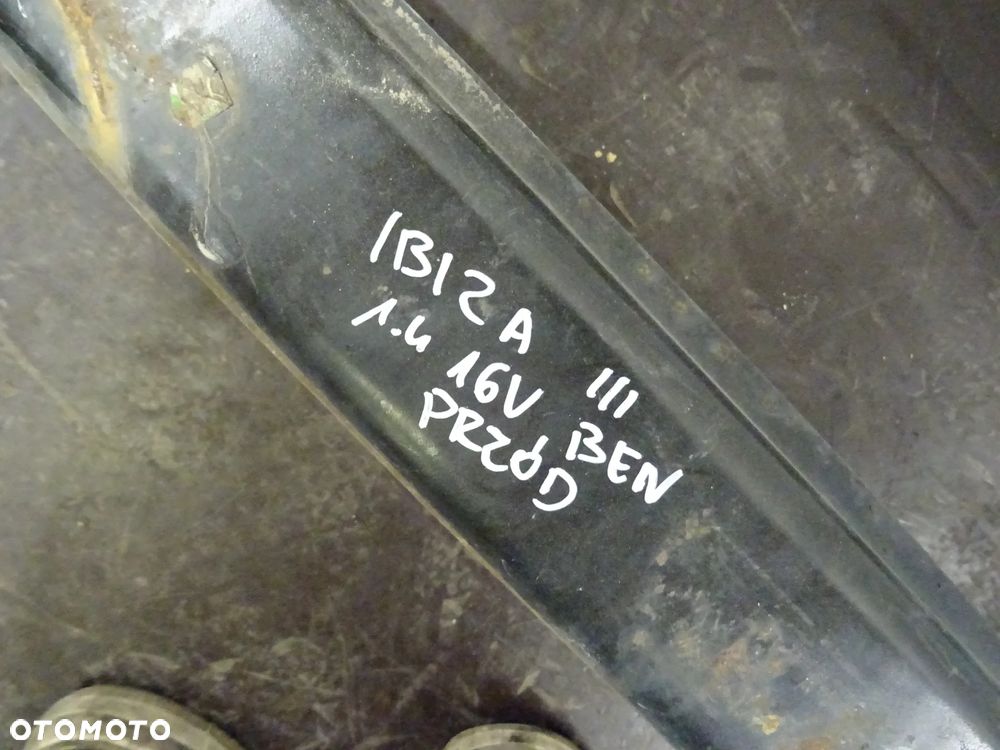 IBIZA III
1.4 16V BEN
PRZÓD
OTOMOTO